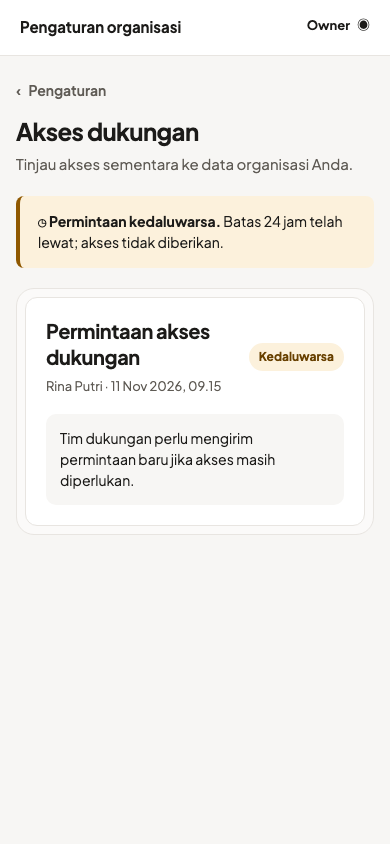 Pengaturan organisasi
Owner
‹ Pengaturan
Akses dukungan
Tinjau akses sementara ke data organisasi Anda.
Permintaan kedaluwarsa. Batas 24 jam telah
lewat; akses tidak diberikan.
Permintaan akses
dukungan
Kedaluwarsa
Rina Putri · 11 Nov 2026, 09.15
Tim dukungan perlu mengirim
permintaan baru jika akses masih
diperlukan.